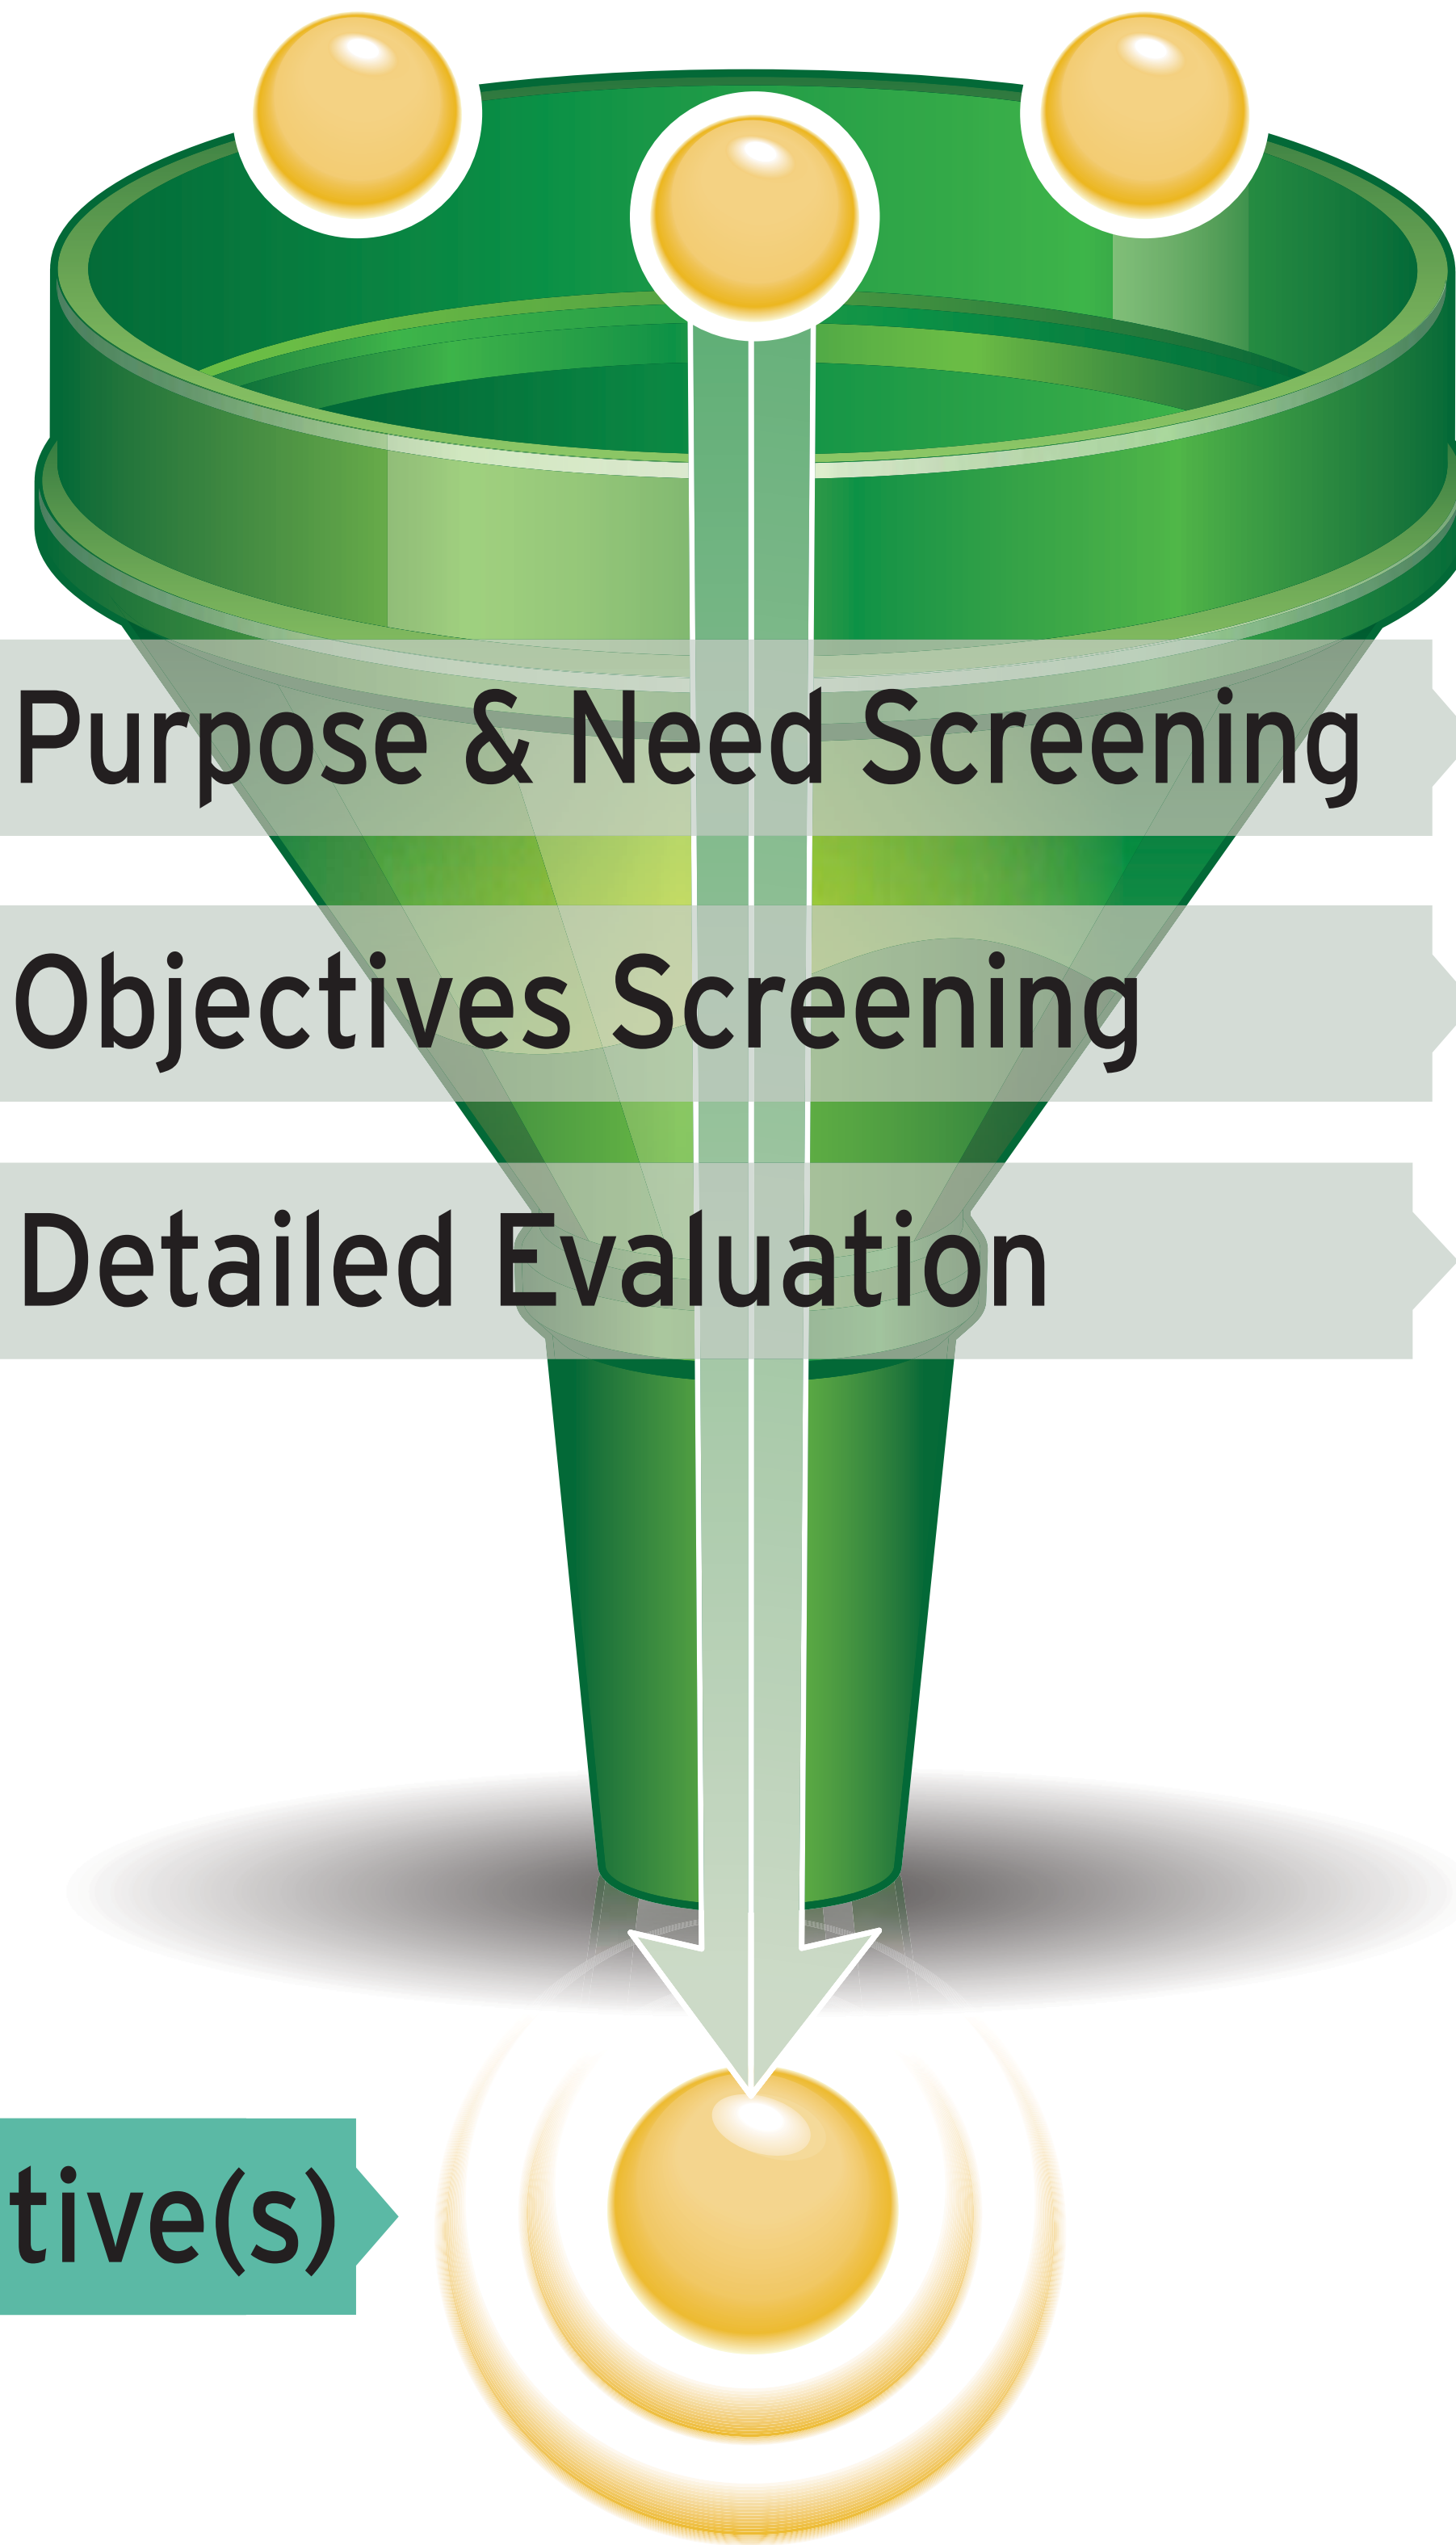 Purpose & Need Screening
Objectives Screening
Detailed Evaluation
tive(s)